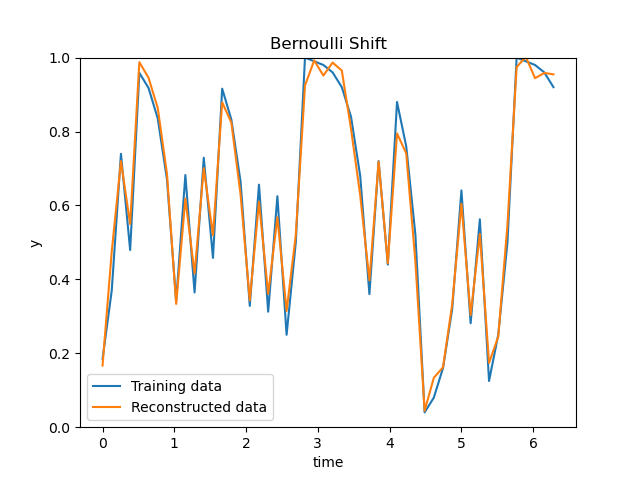 Bernoulli Shift
1.0
0.8
0.6
0.4
0.2
0.0
y
Training data
Reconstructed data
0 1 2 3 4 5 6
time